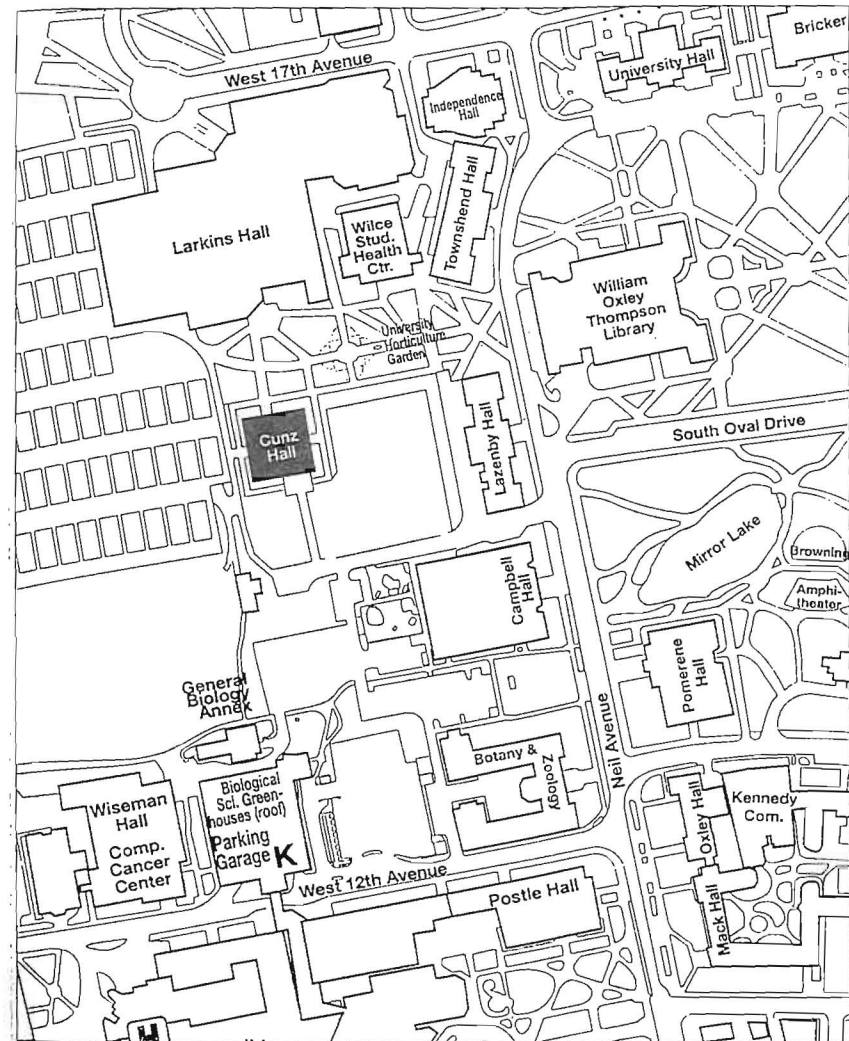 Bricker
West 17th Avenue
University Hall
Independence
Hall
Townshend Hall
Larkins Hall
Wilce
Stud.
Health
Ctr.
William
Oxley
Thompson
Library
University
Horticulture
Garden
Cunz
Hall
Lazenby Hall
South Oval Drive
Mirror Lake
Browning
Amphi-
theater
Campbell
Hall
Pomerene
Hall
General
Biology
Annex
Neil Avenue
Botany &
Zoology
Wiseman
Hall
Comp.
Cancer
Center
Biological
Sci. Green-
houses (roof)
Parking
Garage K
Oxley Hall
Kennedy
Com.
West 12th Avenue
Postle Hall
Mack Hall
H